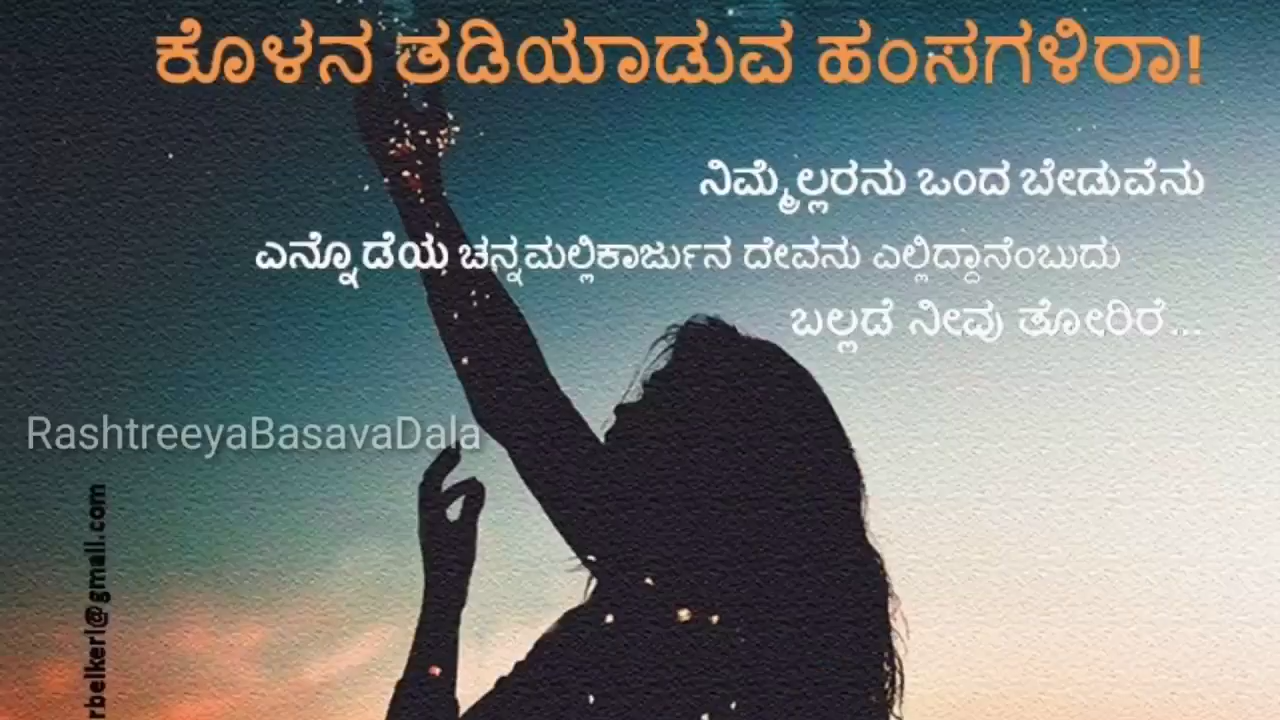 ಕೊಳನ ತಡಿಯಾಡುವ ಹಂಸಗಳಿರಾ!
ನಿಮ್ಮೆಲ್ಲರನು ಒಂದ ಬೇಡುವೆನು
ಎನ್ನೊಡೆಯ ಚನ್ನಮಲ್ಲಿಕಾರ್ಜುನ ದೇವನು ಎಲ್ಲಿದ್ದಾನೆಂಬುದು
ಬಲ್ಲಡೆ ನೀವು ತೋರಿರೆ...
RashtreeyaBasavaDala
rbelkeri@gmail.com